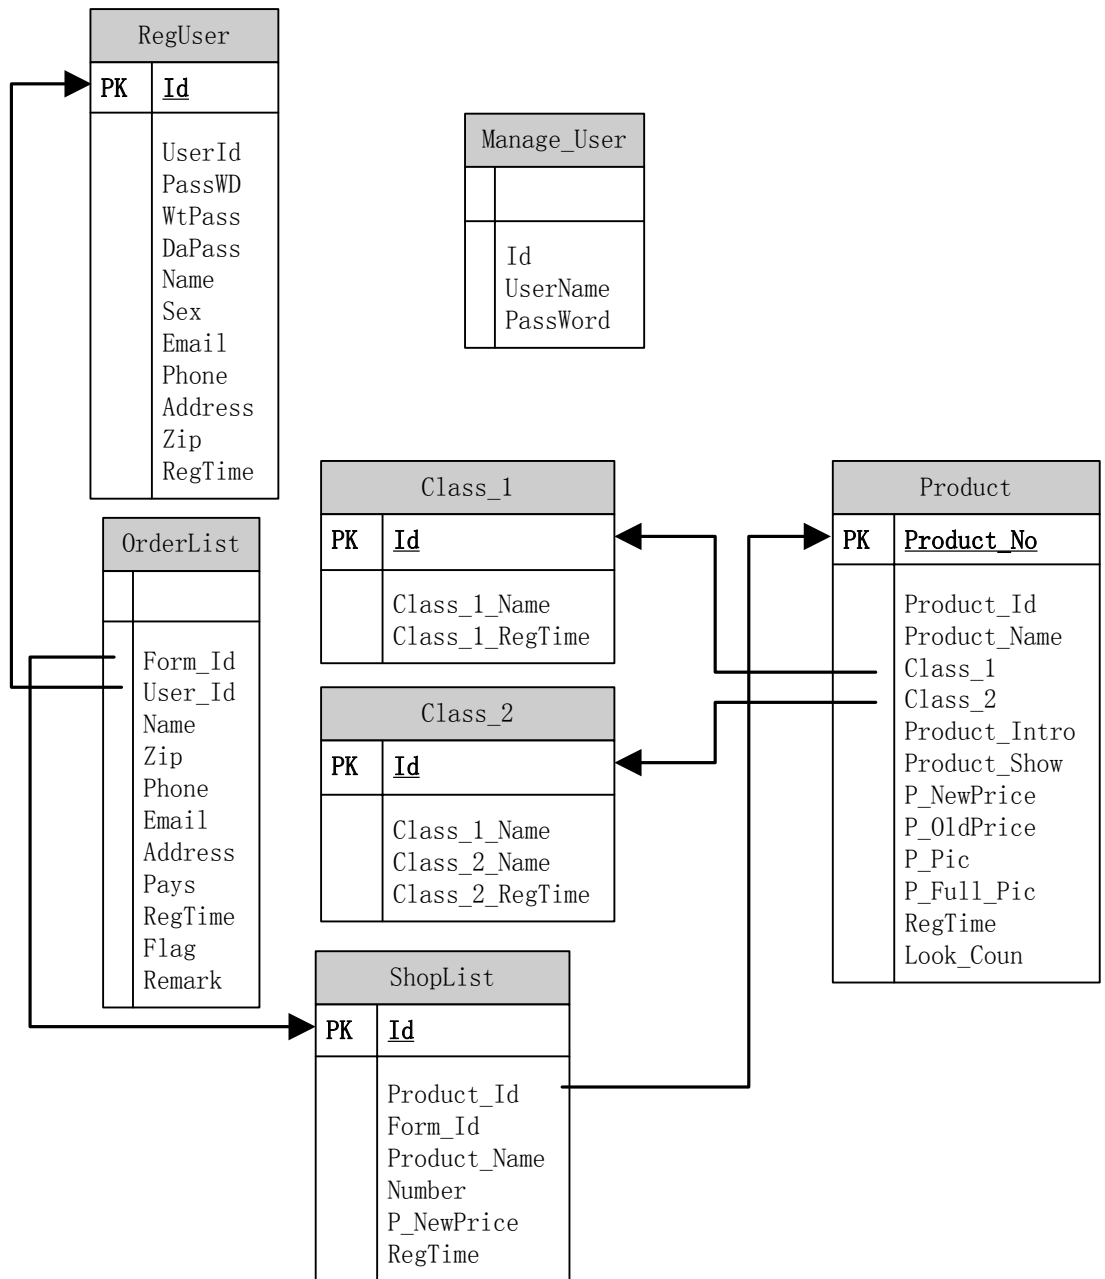 RegUser
PK Id
UserId
PassWD
WtPass
DaPass
Name
Sex
Email
Phone
Address
Zip
RegTime
Manage_User
Id
UserName
PassWord
Class_1
PK Id
Class_1_Name
Class_1_RegTime
Product
PK Product_No
Product_Id
Product_Name
Class_1
Class_2
Product_Intro
Product_Show
P_NewPrice
P_OldPrice
P_Pic
P_Full_Pic
RegTime
Look_Coun
OrderList
Form_Id
User_Id
Name
Zip
Phone
Email
Address
Pays
RegTime
Flag
Remark
Class_2
PK Id
Class_1_Name
Class_2_Name
Class_2_RegTime
ShopList
PK Id
Product_Id
Form_Id
Product_Name
Number
P_NewPrice
RegTime